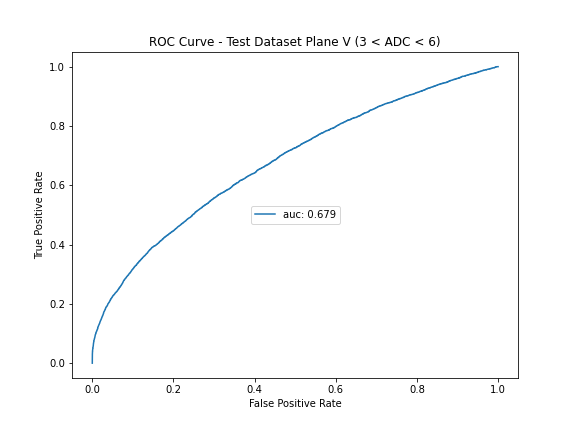 ROC Curve - Test Dataset Plane V (3 < ADC < 6)
1.0
0.8
0.6
0.4
0.2
0.0
True Positive Rate
auc: 0.679
0.0 0.2 0.4 0.6 0.8 1.0
False Positive Rate